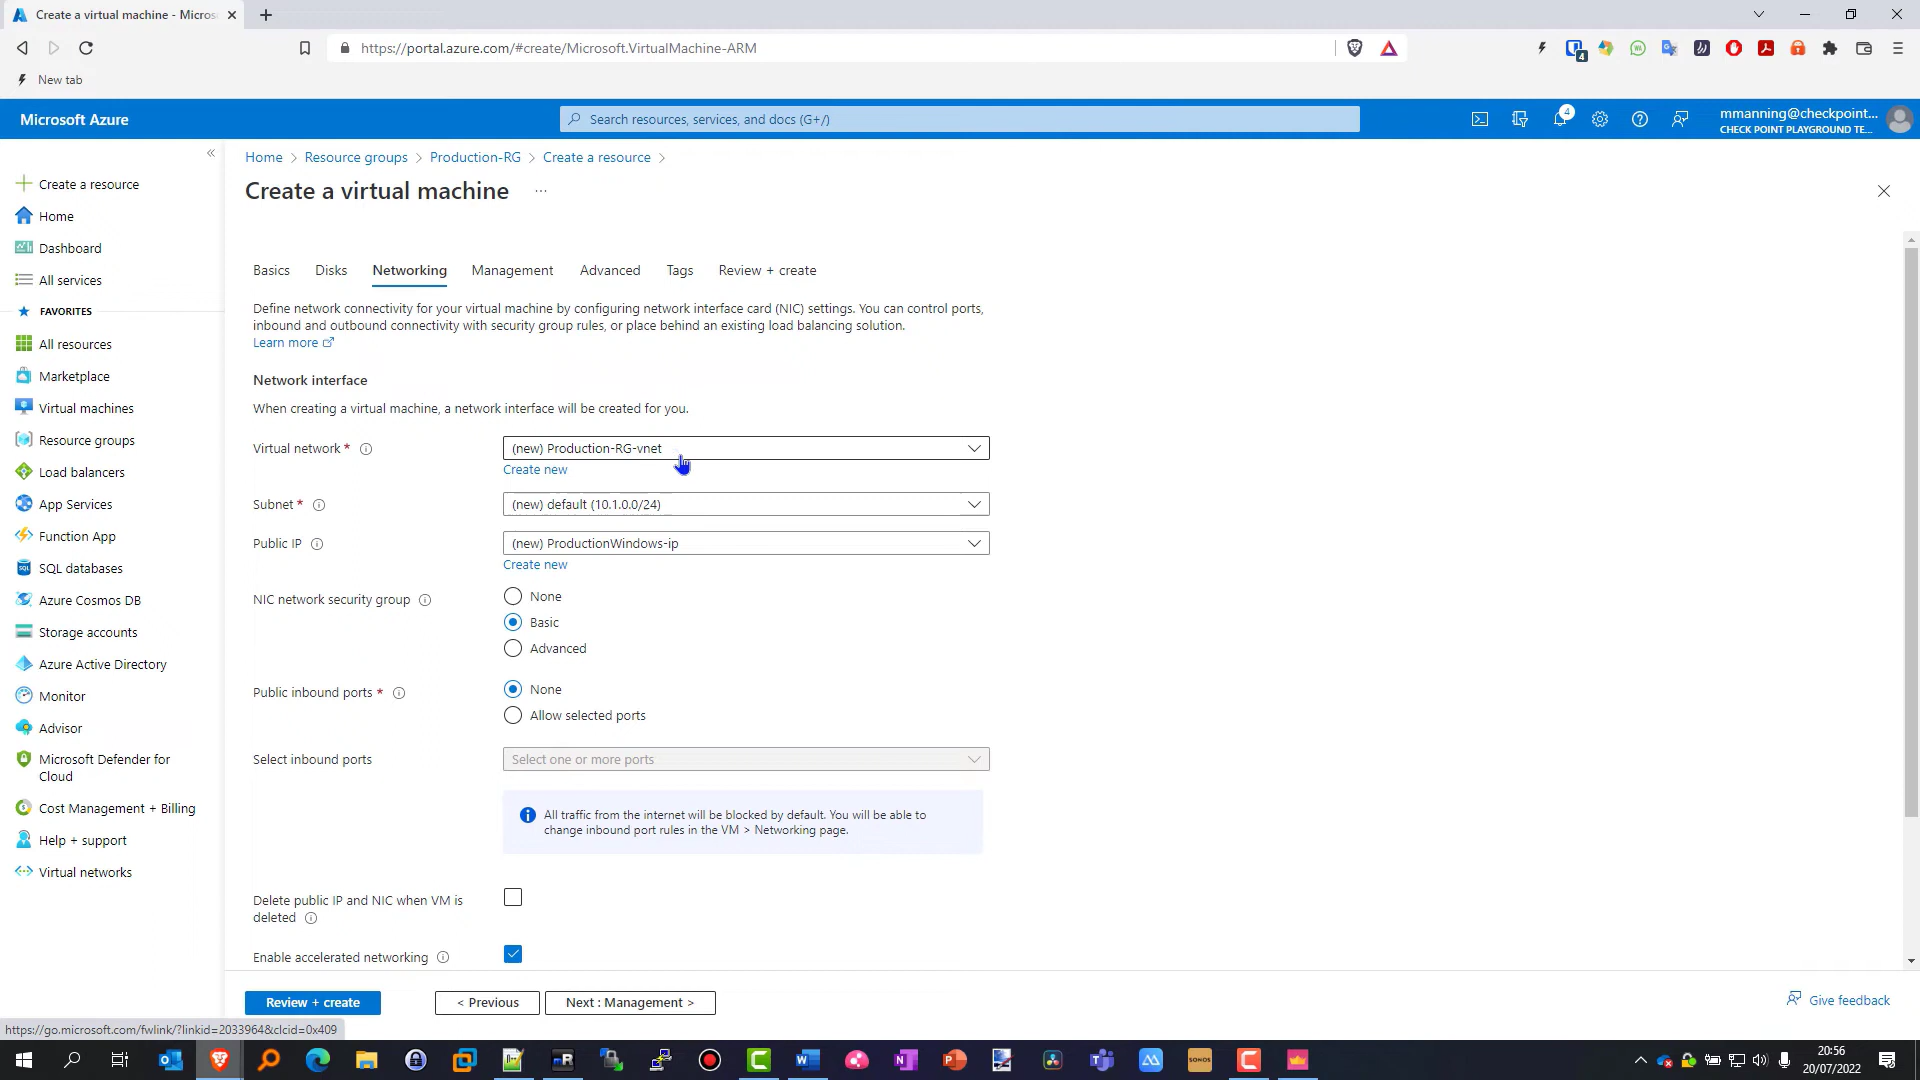 Create a virtual machine - Micros
https://portal.azure.com/#create/Microsoft.VirtualMachine-ARM
4
New tab
Microsoft Azure
Search resources, services, and docs (G+/)
4
mmanning@checkpoint...
CHECK POINT PLAYGROUND TE...
Create a resource
Home
Dashboard
All services
FAVORITES
All resources
Marketplace
Virtual machines
Resource groups
Load balancers
App Services
Function App
SQL databases
Azure Cosmos DB
Storage accounts
Azure Active Directory
Monitor
Advisor
Microsoft Defender for
Cloud
Cost Management + Billing
Help + support
Virtual networks
Home > Resource groups > Production-RG > Create a resource >
Create a virtual machine ...
Basics Disks Networking Management Advanced Tags Review + create
Define network connectivity for your virtual machine by configuring network interface card (NIC) settings. You can control ports,
inbound and outbound connectivity with security group rules, or place behind an existing load balancing solution.
Learn more
Network interface
When creating a virtual machine, a network interface will be created for you.
Virtual network *
(new) Production-RG-vnet
Create new
Subnet *
(new) default (10.1.0.0/24)
Public IP
(new) ProductionWindows-ip
Create new
NIC network security group
None
Basic
Advanced
Public inbound ports *
None
Allow selected ports
Select inbound ports
Select one or more ports
All traffic from the internet will be blocked by default. You will be able to
change inbound port rules in the VM > Networking page.
Delete public IP and NIC when VM is
deleted
Enable accelerated networking
Review + create
< Previous
Next : Management >
Give feedback
https://go.microsoft.com/fwlink/?linkid=2033964&clcid=0x409
SONOS
20:56
20/07/2022